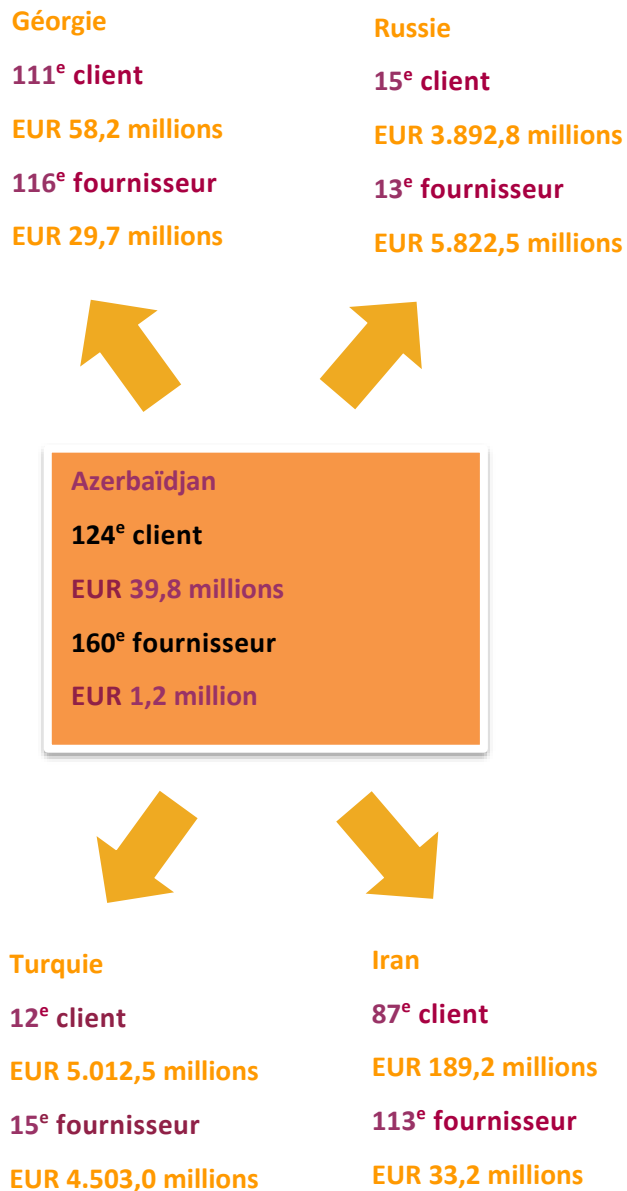 Géorgie
111e client
EUR 58,2 millions
116e fournisseur
EUR 29,7 millions
Russie
15e client
EUR 3.892,8 millions
13e fournisseur
EUR 5.822,5 millions
Azerbaïdjan
124e client
EUR 39,8 millions
160e fournisseur
EUR 1,2 million
Turquie
12e client
EUR 5.012,5 millions
15e fournisseur
EUR 4.503,0 millions
Iran
87e client
EUR 189,2 millions
113e fournisseur
EUR 33,2 millions